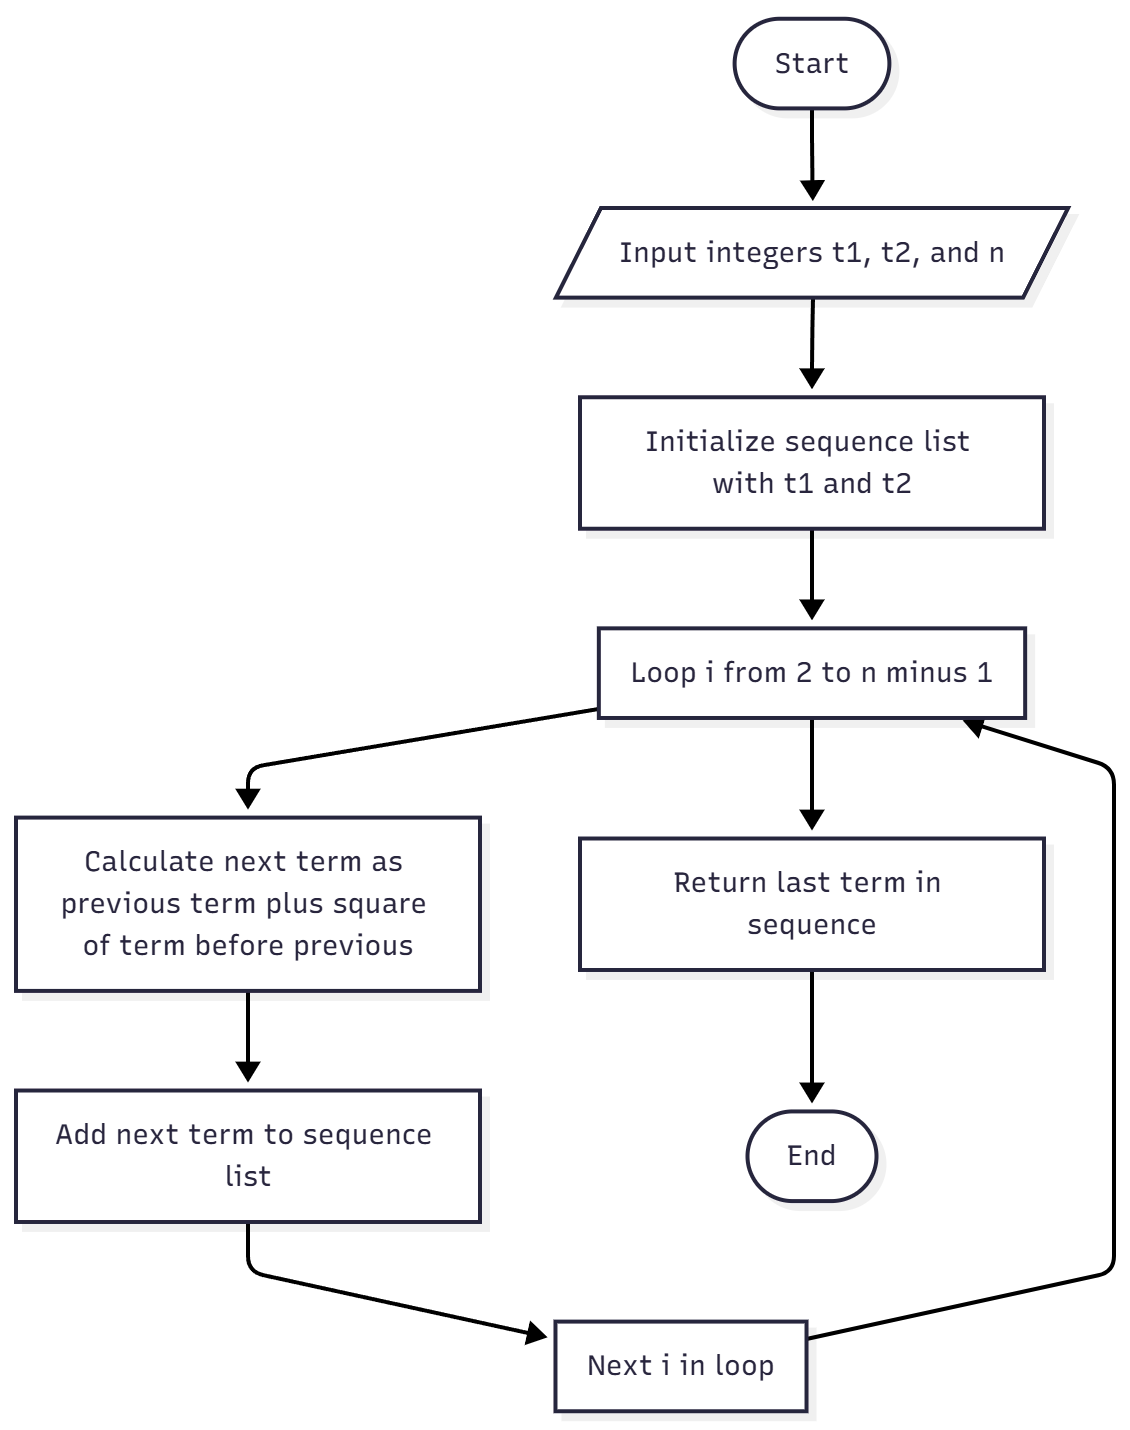 Start
Input integers t1, t2, and n
Initialize sequence list
with t1 and t2
Loop i from 2 to n minus 1
Calculate next term as
previous term plus square
of term before previous
Return last term in
sequence
Add next term to sequence
list
End
Next i in loop